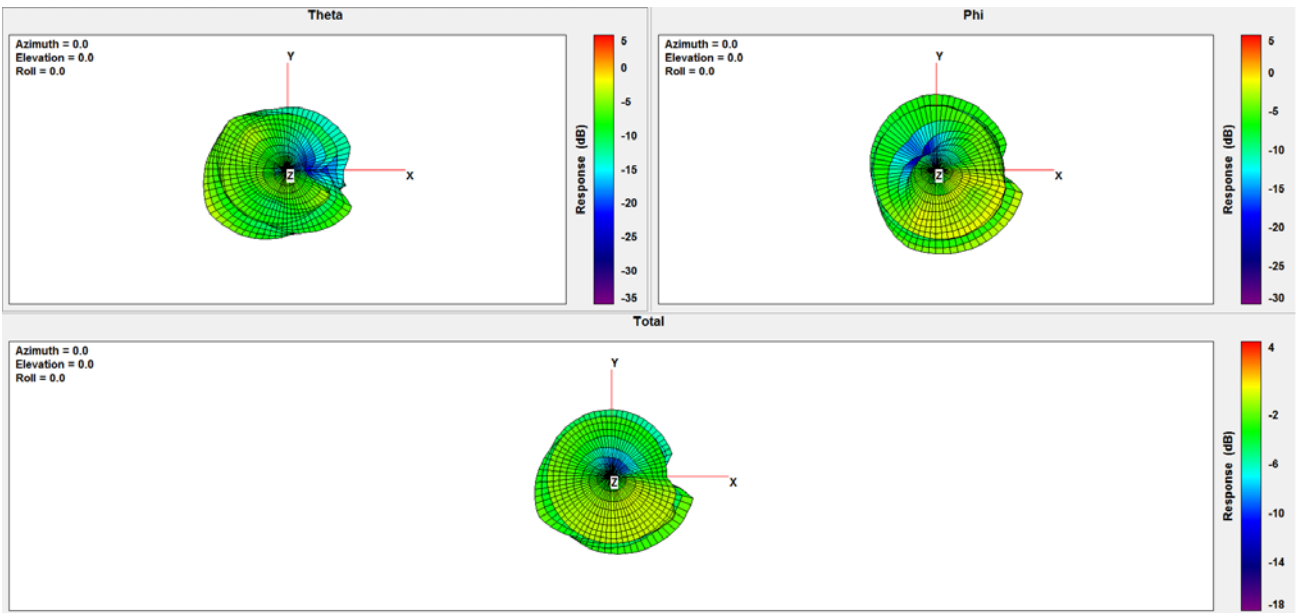 Theta
Azimuth = 0.0
Elevation = 0.0
Roll = 0.0
Y
X
Z
Response (dB)
5
0
-5
-10
-15
-20
-25
-30
-35
Phi
Azimuth = 0.0
Elevation = 0.0
Roll = 0.0
Y
X
Z
Response (dB)
5
0
-5
-10
-15
-20
-25
-30
Total
Azimuth = 0.0
Elevation = 0.0
Roll = 0.0
Y
X
Z
Response (dB)
4
-2
-6
-10
-14
-18